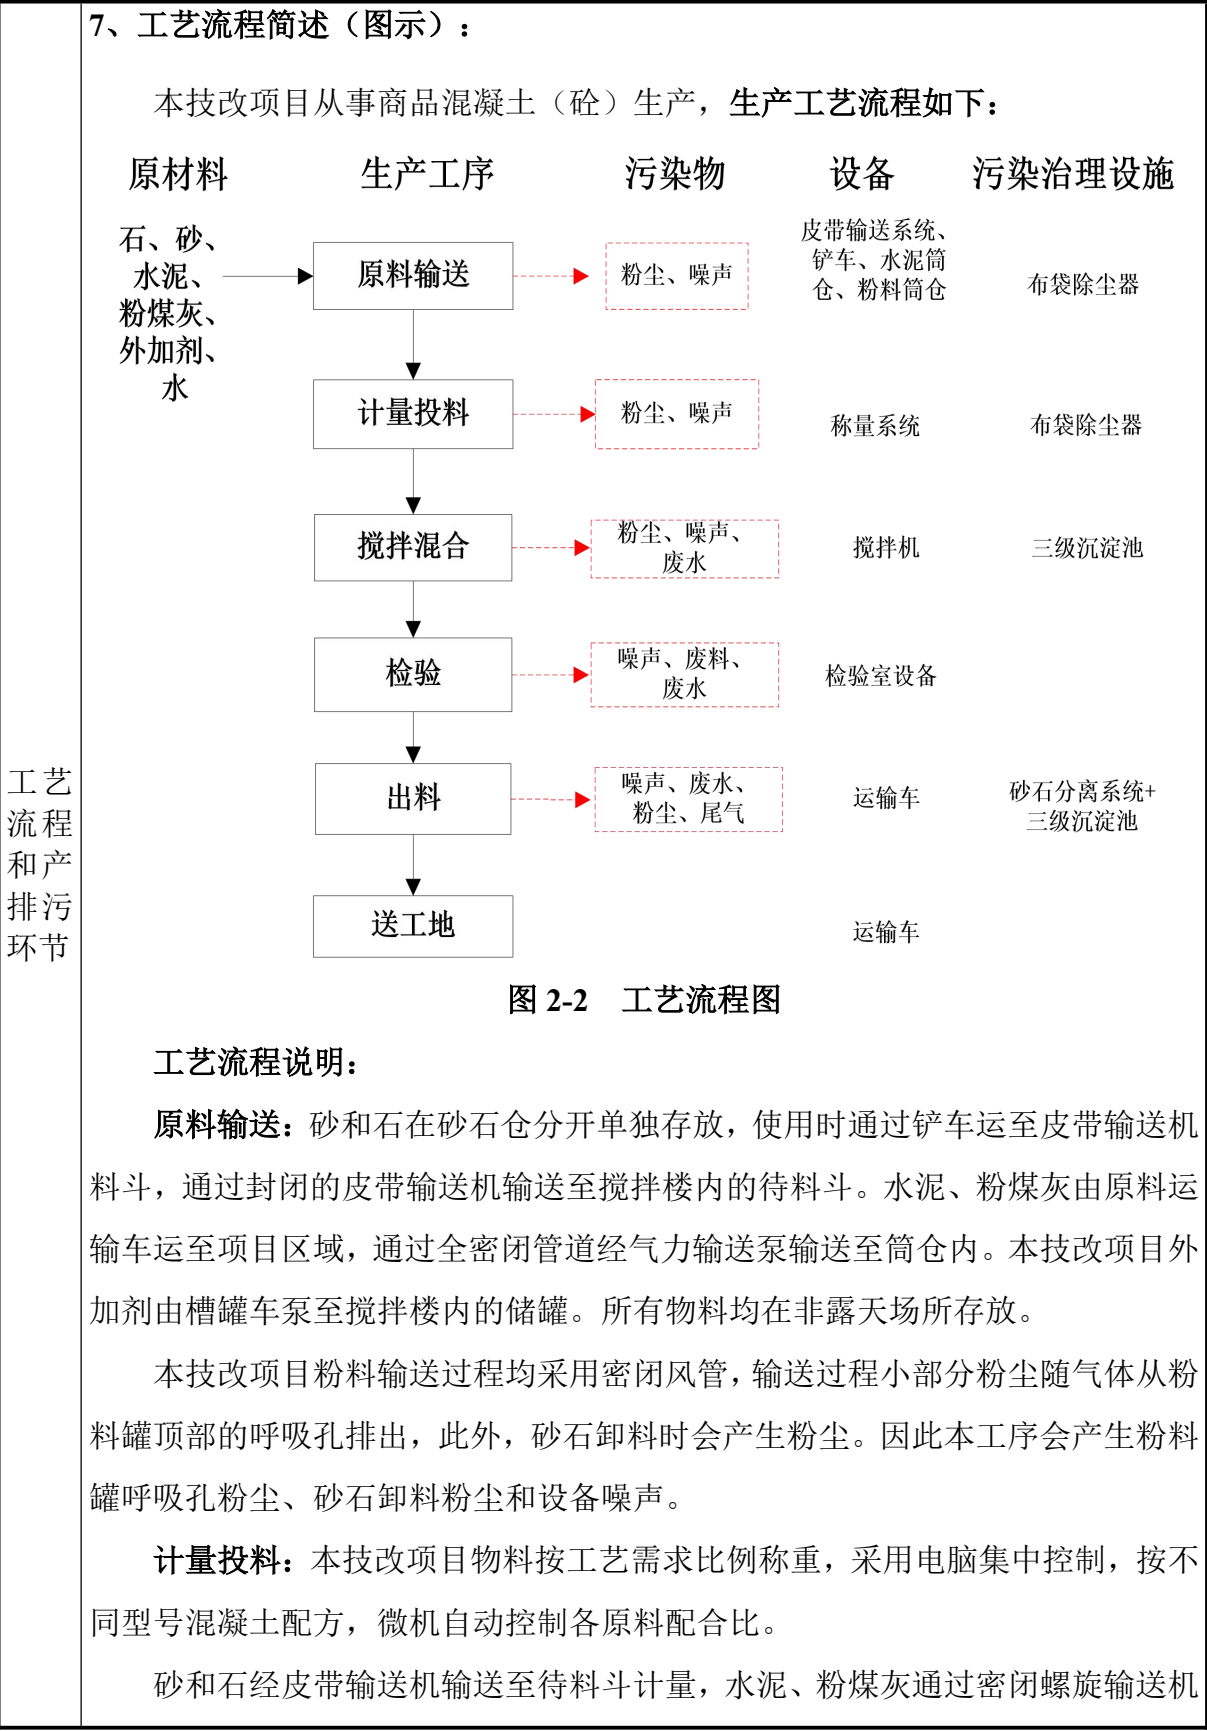 7、工艺流程简述（图示）：
本技改项目从事商品混凝土（砼）生产，生产工艺流程如下：
原材料 生产工序 污染物 设备 污染治理设施
石、砂、
水泥、
粉煤灰、
外加剂、
水
原料输送
粉尘、噪声
皮带输送系统、
铲车、水泥筒
仓、粉料筒仓
布袋除尘器
计量投料
粉尘、噪声
称量系统
布袋除尘器
搅拌混合
粉尘、噪声、
废水
搅拌机
三级沉淀池
检验
噪声、废料、
废水
检验室设备
出料
噪声、废水、
粉尘、尾气
运输车
砂石分离系统+
三级沉淀池
送工地
运输车
图 2-2 工艺流程图
工艺
流程
和产
排污
环节
工艺流程说明：
原料输送：砂和石在砂石仓分开单独存放，使用时通过铲车运至皮带输送机
料斗，通过封闭的皮带输送机输送至搅拌楼内的待料斗。水泥、粉煤灰由原料运
输车运至项目区域，通过全密闭管道经气力输送泵输送至筒仓内。本技改项目外
加剂由槽罐车泵至搅拌楼内的储罐。所有物料均在非露天场所存放。
本技改项目粉料输送过程均采用密闭风管，输送过程小部分粉尘随气体从粉
料罐顶部的呼吸孔排出，此外，砂石卸料时会产生粉尘。因此本工序会产生粉料
罐呼吸孔粉尘、砂石卸料粉尘和设备噪声。
计量投料：本技改项目物料按工艺需求比例称重，采用电脑集中控制，按不
同型号混凝土配方，微机自动控制各原料配合比。
砂和石经皮带输送机输送至待料斗计量，水泥、粉煤灰通过密闭螺旋输送机